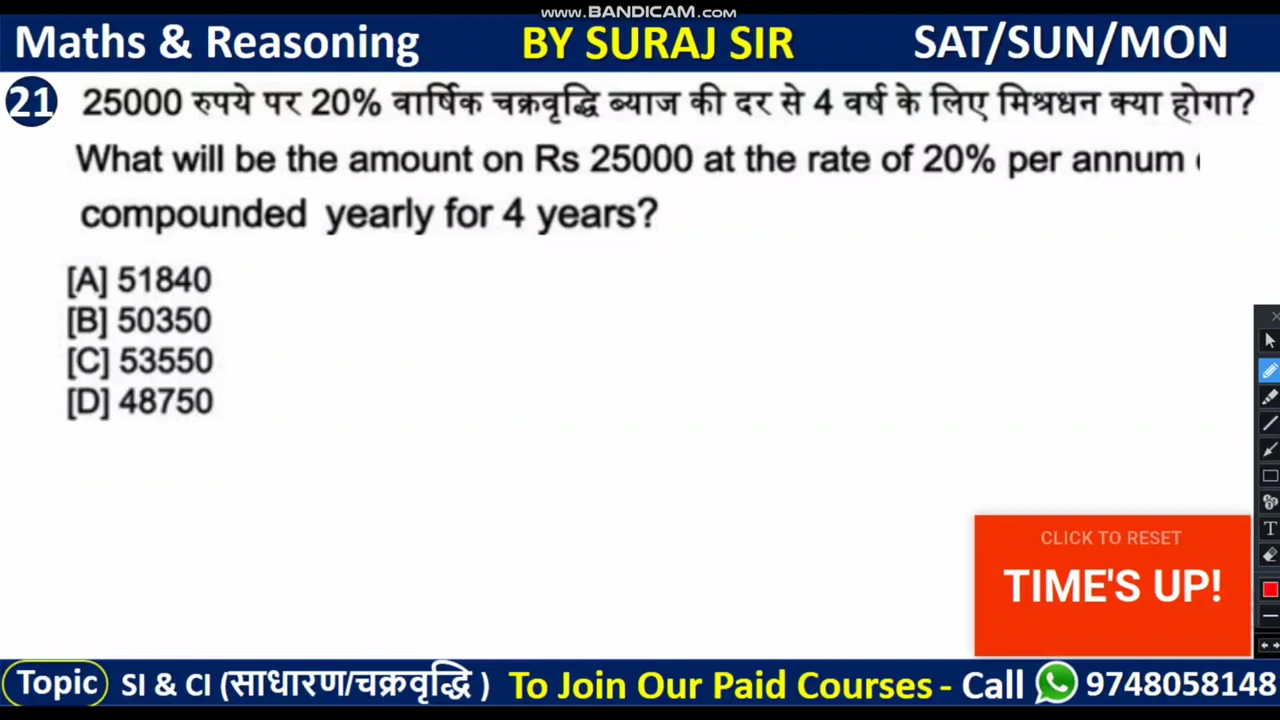 WWW.BANDICAM.COM
Maths & Reasoning BY SURAJ SIR SAT/SUN/MON
21 25000 रुपये पर 20% वार्षिक चक्रवृद्धि ब्याज की दर से 4 वर्ष के लिए मिश्रधन क्या होगा?
What will be the amount on Rs 25000 at the rate of 20% per annum
compounded yearly for 4 years?
[A] 51840
[B] 50350
[C] 53550
[D] 48750
CLICK TO RESET
TIME'S UP!
Topic SI & CI (साधारण/चक्रवृद्धि ) To Join Our Paid Courses - Call 9748058148